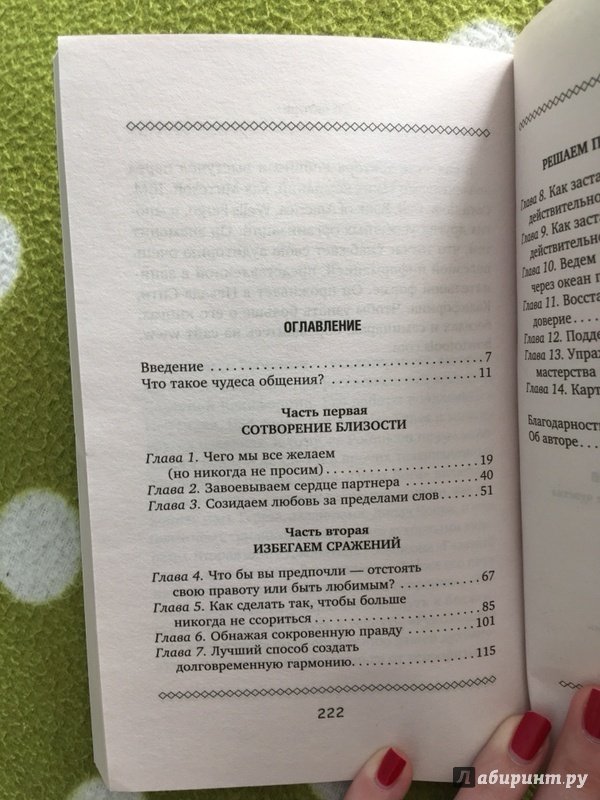 ОГЛАВЛЕНИЕ
Введение . . . . . . . . . . . . . . . . . . . . . . . . . . . . . . . 7
Что такое чудеса общения? . . . . . . . . . . . . . . . . . . 11
Часть первая
СОТВОРЕНИЕ БЛИЗОСТИ
Глава 1. Чего мы все желаем
(но никогда не просим) . . . . . . . . . . . . . . . . . . 19
Глава 2. Завоевываем сердце партнера . . . . . . . . 40
Глава 3. Созидаем любовь за пределами слов . . . . . 51
Часть вторая
ИЗБЕГАЕМ СРАЖЕНИЙ
Глава 4. Что бы вы предпочли — отстоять
свою правоту или быть любимым? . . . . . . . . . 67
Глава 5. Как сделать так, чтобы больше
никогда не ссориться . . . . . . . . . . . . . . . . . . . 85
Глава 6. Обнажая сокровенную правду . . . . . . . . 101
Глава 7. Лучший способ создать
долговременную гармонию. . . . . . . . . . . . . . . 115
222
РЕШАЕМ П
Глава 8. Как заста
действительно
Глава 9. Как заста
действительно
Глава 10. Ведем
через океан
Глава 11. Восста
доверие . . . .
Глава 12. Подде
Глава 13. Упра
мастерства
Глава 14. Карт
Благодарность
Об авторе . . . .
лабиринт.ру